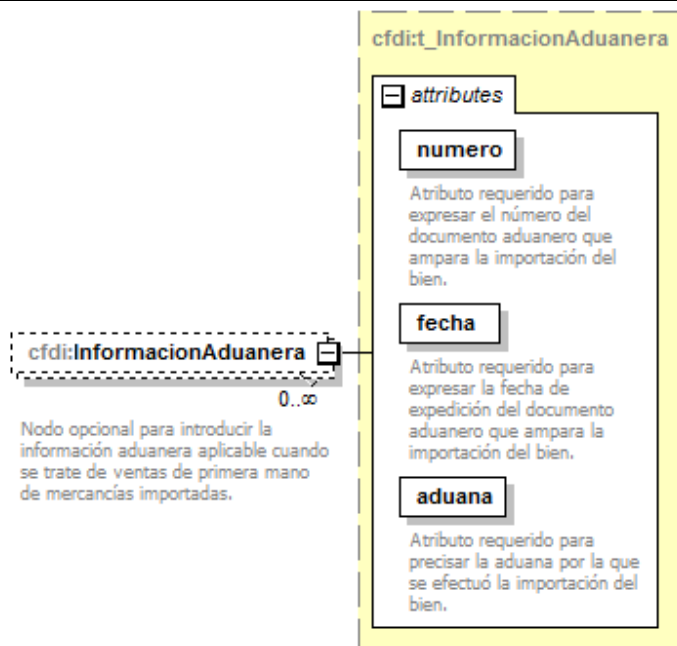 cfdi:t_InformacionAduanera
attributes
numero
Atributo requerido para
expresar el número del
documento aduanero que
ampara la importación del
bien.
fecha
Atributo requerido para
expresar la fecha de
expedición del documento
aduanero que ampara la
importación del bien.
aduana
Atributo requerido para
precisar la aduana por la que
se efectuó la importación del
bien.
cfdi:InformacionAduanera
0..∞
Nodo opcional para introducir la
información aduanera aplicable cuando
se trate de ventas de primera mano
de mercancías importadas.